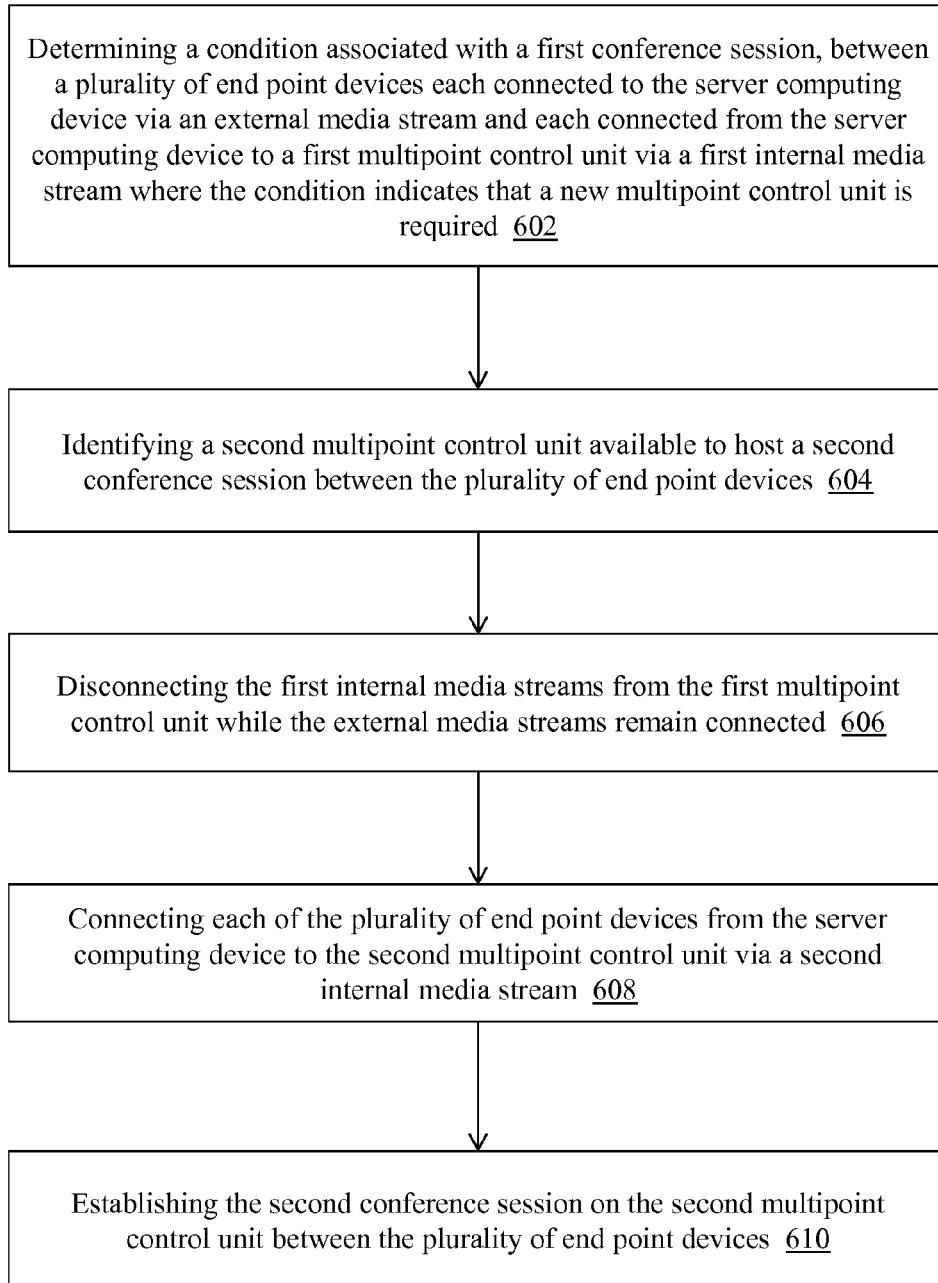 Determining a condition associated with a first conference session, between
a plurality of end point devices each connected to the server computing
device via an external media stream and each connected from the server
computing device to a first multipoint control unit via a first internal media
stream where the condition indicates that a new multipoint control unit is
required 602
Identifying a second multipoint control unit available to host a second
conference session between the plurality of end point devices 604
Disconnecting the first internal media streams from the first multipoint
control unit while the external media streams remain connected 606
Connecting each of the plurality of end point devices from the server
computing device to the second multipoint control unit via a second
internal media stream 608
Establishing the second conference session on the second multipoint
control unit between the plurality of end point devices 610